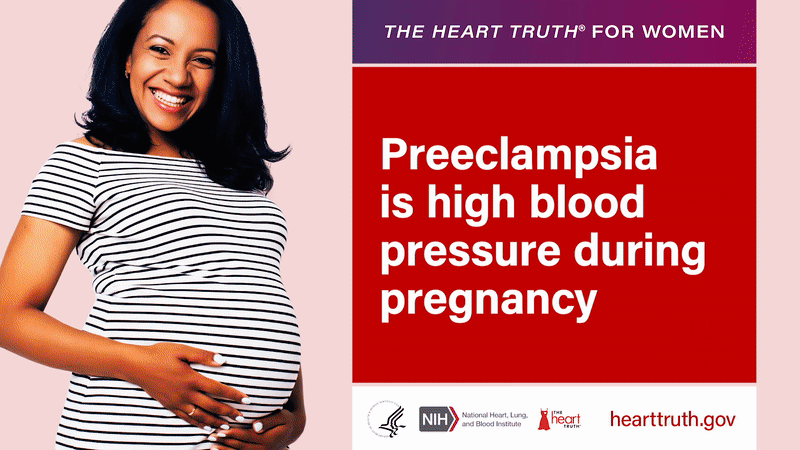 THE HEART TRUTH® FOR WOMEN
Preeclampsia
is high blood
pressure during
pregnancy
NIH
National Heart, Lung,
and Blood Institute
THE
heart
TRUTH®
hearttruth.gov